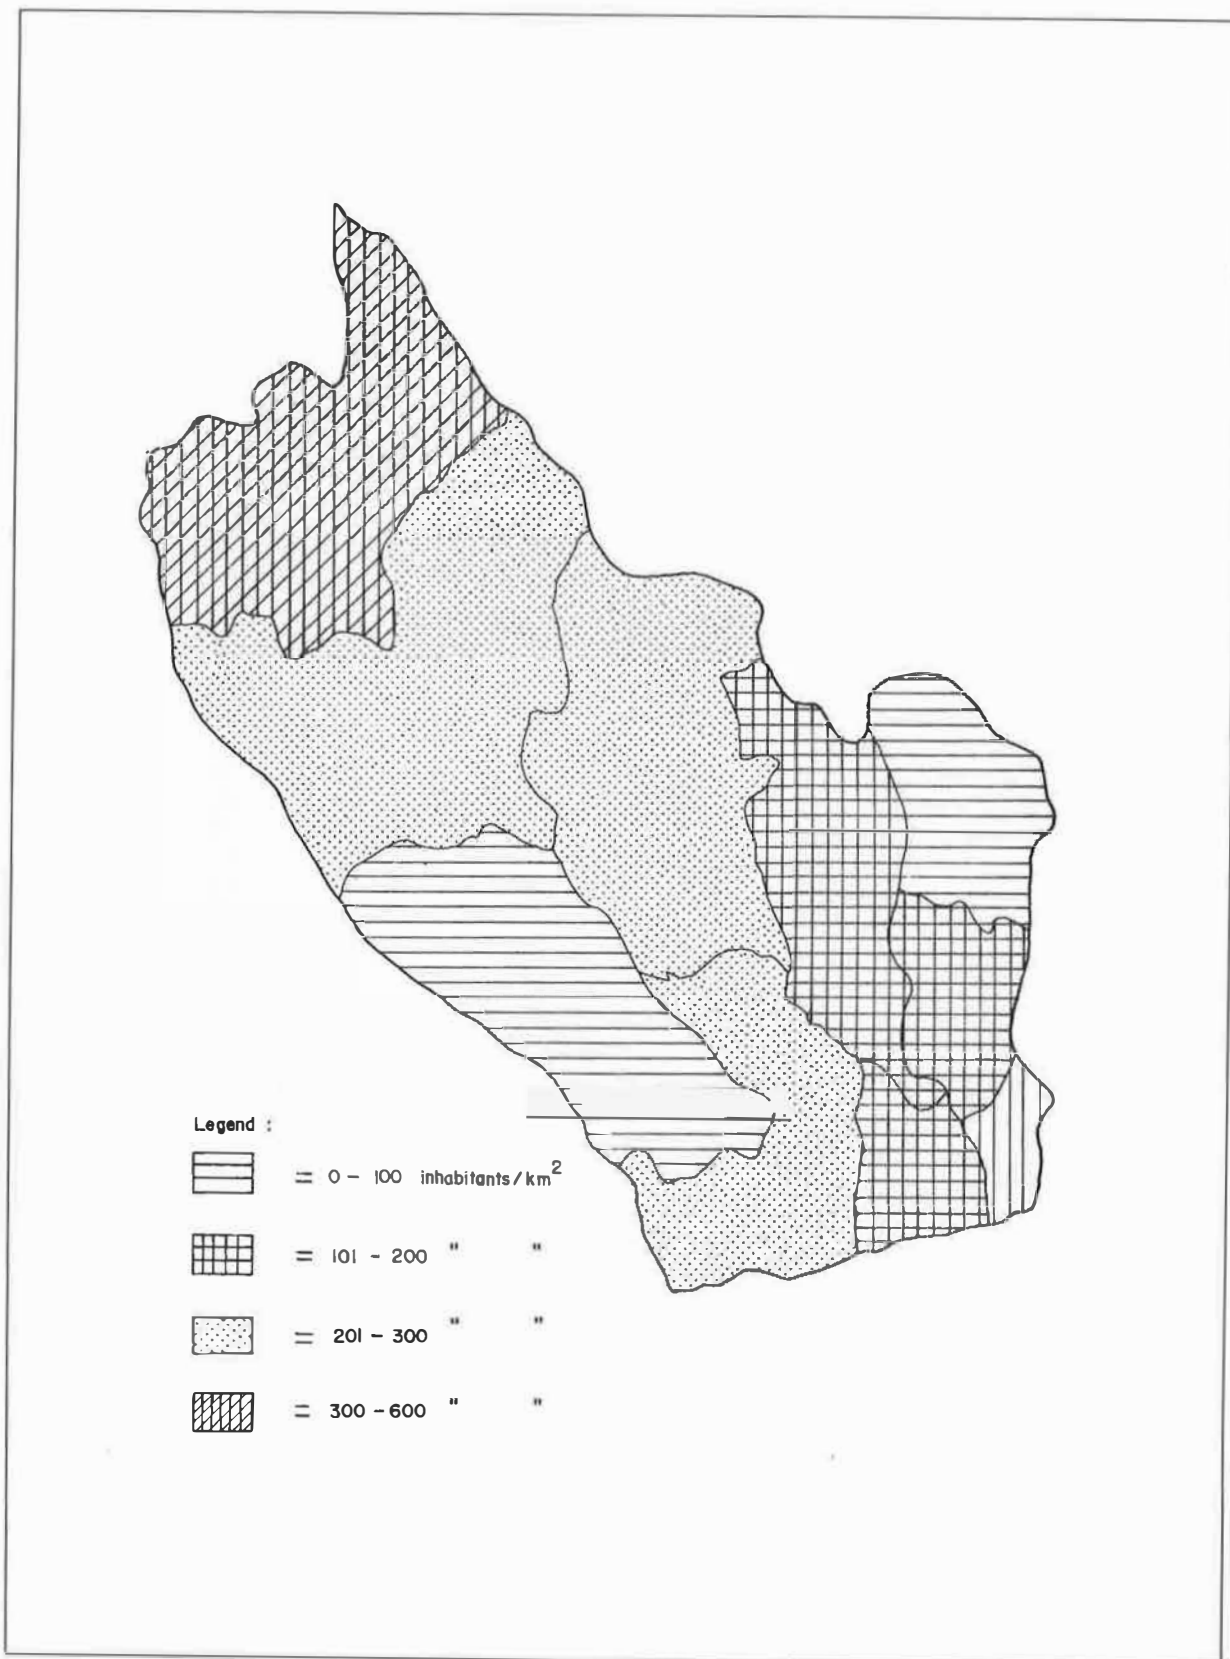 Legend :
= 0 - 100 inhabitants/km²
= 101 - 200 " "
= 201 - 300 " "
= 300 - 600 " "